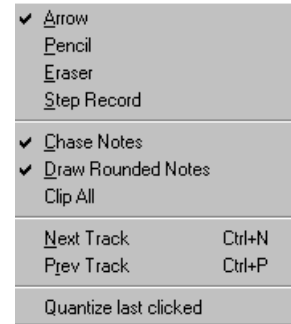 ✔ Arrow
Pencil
Eraser
Step Record
✔ Chase Notes
✔ Draw Rounded Notes
Clip All
Next Track Ctrl+N
Prev Track Ctrl+P
Quantize last clicked